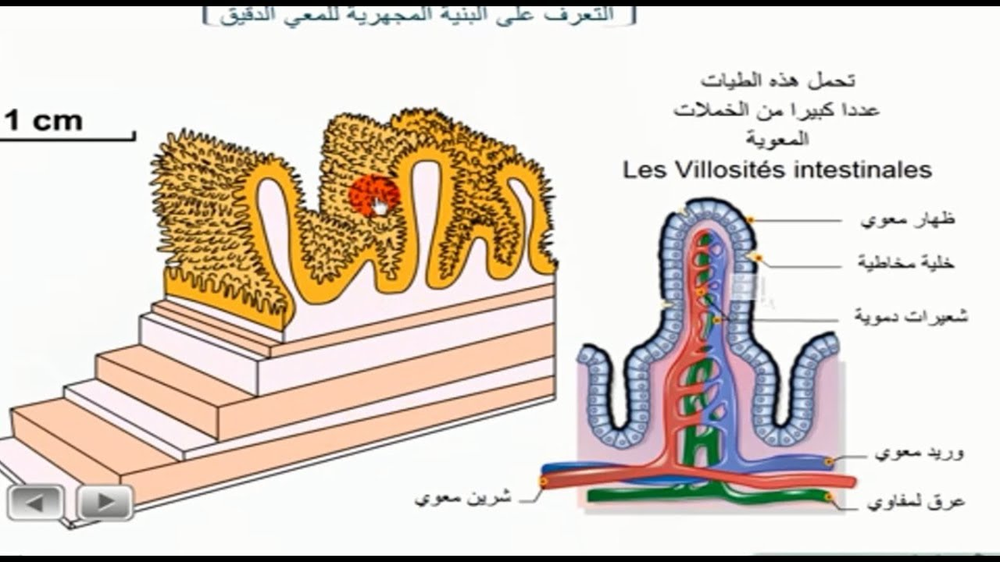 التعرف على البنية المجهرية للمعي الدقيق
1 cm
تحمل هذه الطيات
عددا كبيرا من الخملات
المعوية
Les Villosités intestinales
ظهار معوي
خلية مخاطية
شعيرات دموية
وريد معوي
عرق لمفاوي
شرين معوي